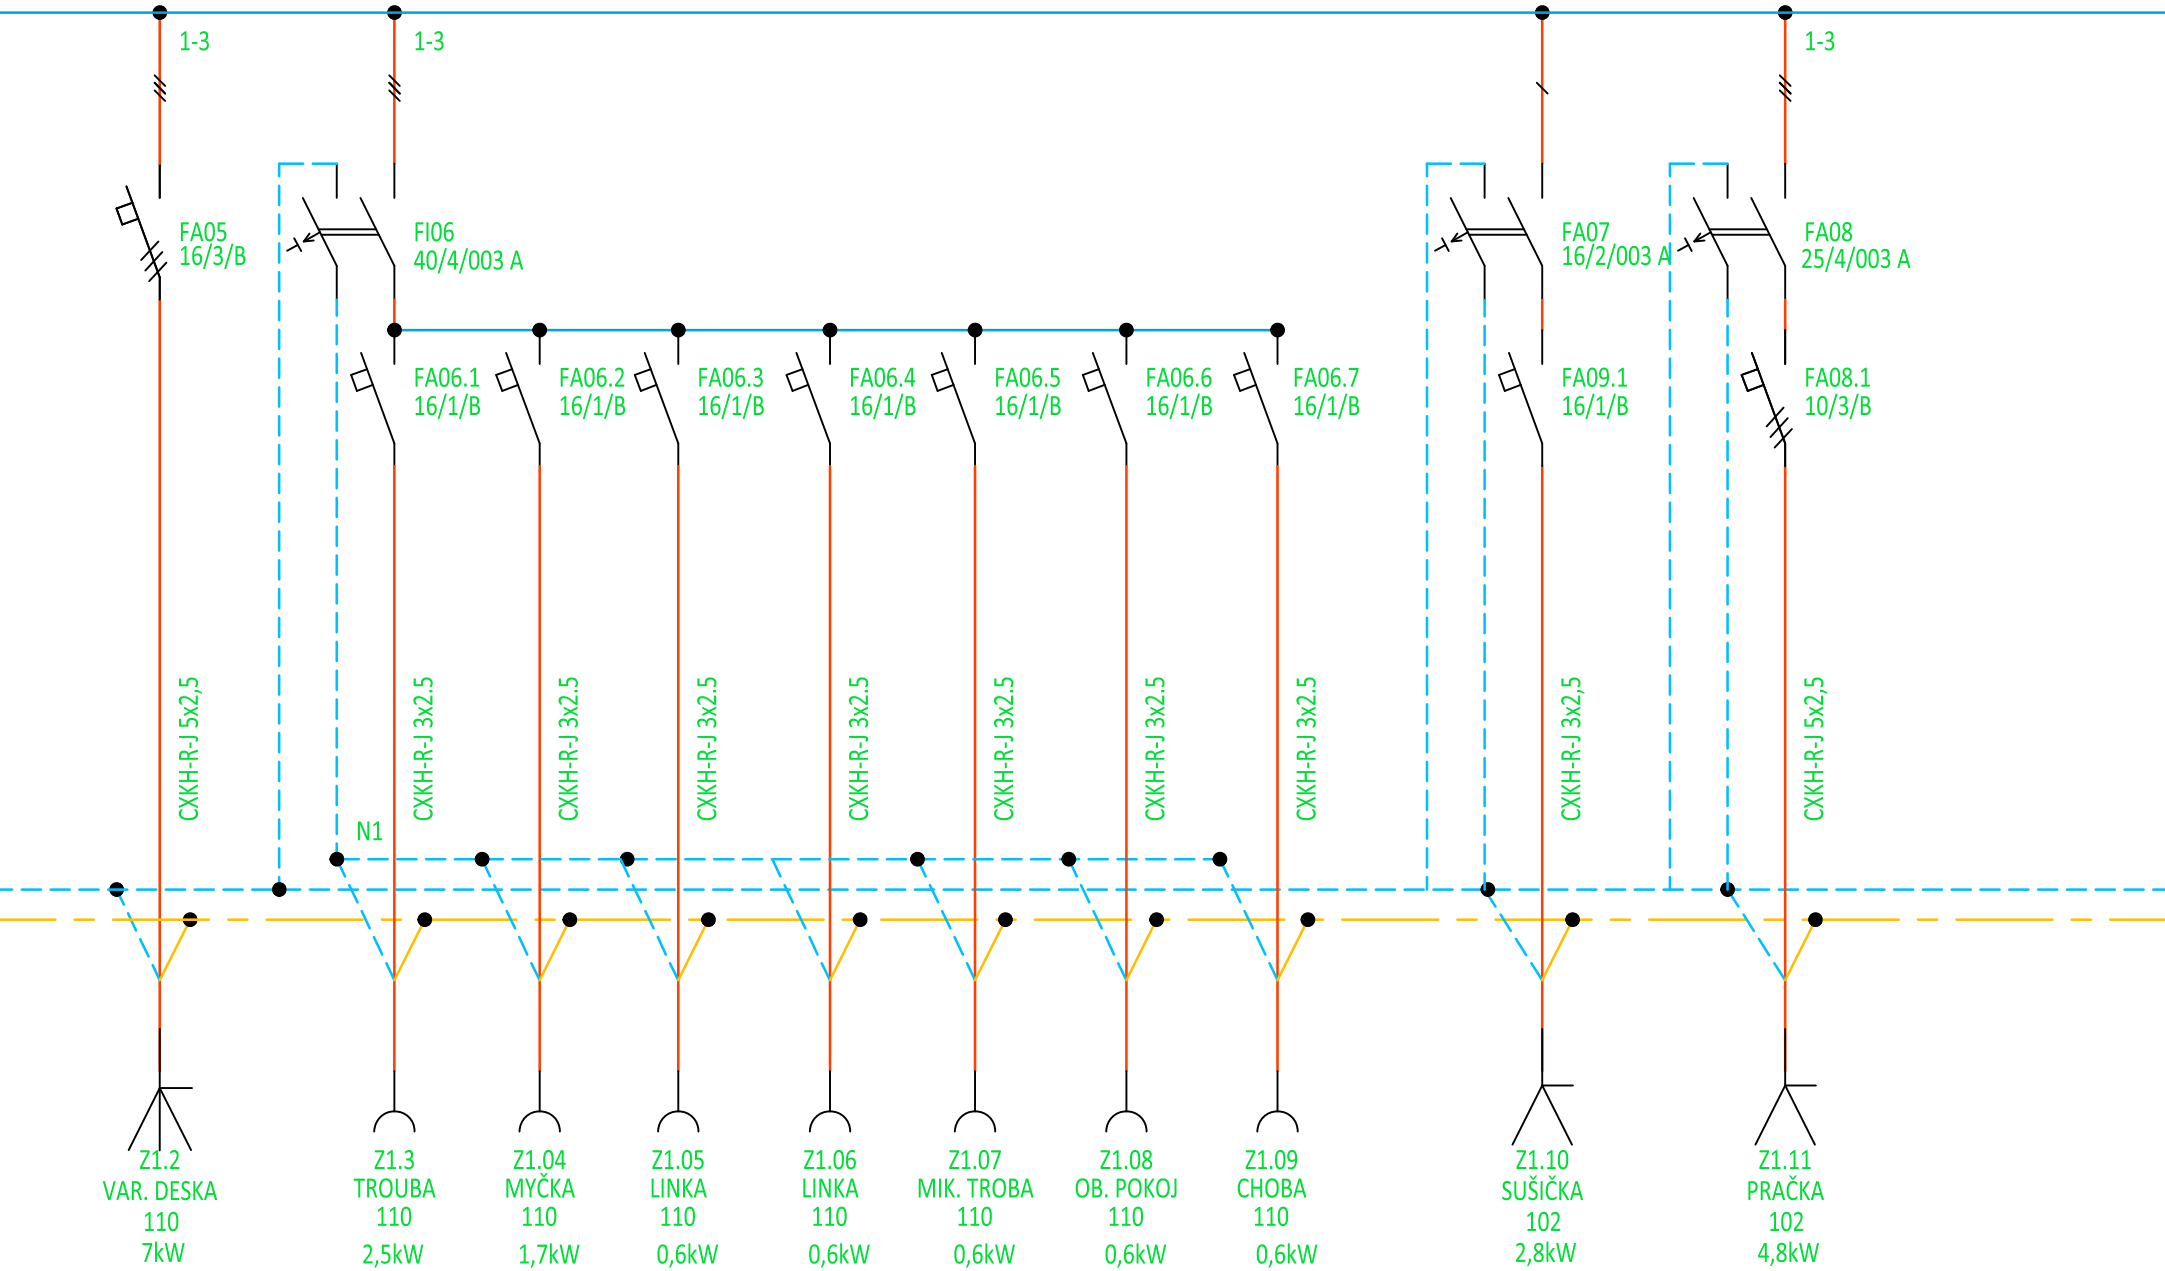 1-3
1-3
1-3
FA05
16/3/B
FI06
40/4/003 A
FA07
16/2/003 A
FA08
25/4/003 A
FA06.1
16/1/B
FA06.2
16/1/B
FA06.3
16/1/B
FA06.4
16/1/B
FA06.5
16/1/B
FA06.6
16/1/B
FA06.7
16/1/B
FA09.1
16/1/B
FA08.1
10/3/B
CXKH-R-J 5x2,5
CXKH-R-J 3x2.5
CXKH-R-J 3x2.5
CXKH-R-J 3x2.5
CXKH-R-J 3x2.5
CXKH-R-J 3x2.5
CXKH-R-J 3x2.5
CXKH-R-J 3x2.5
CXKH-R-J 3x2,5
CXKH-R-J 5x2,5
N1
Z1.2
VAR. DESKA
110
7kW
Z1.3
TROUBA
110
2,5kW
Z1.04
MYČKA
110
1,7kW
Z1.05
LINKA
110
0,6kW
Z1.06
LINKA
110
0,6kW
Z1.07
MIK. TROBA
110
0,6kW
Z1.08
OB. POKOJ
110
0,6kW
Z1.09
CHOBA
110
0,6kW
Z1.10
SUŠIČKA
102
2,8kW
Z1.11
PRAČKA
102
4,8kW